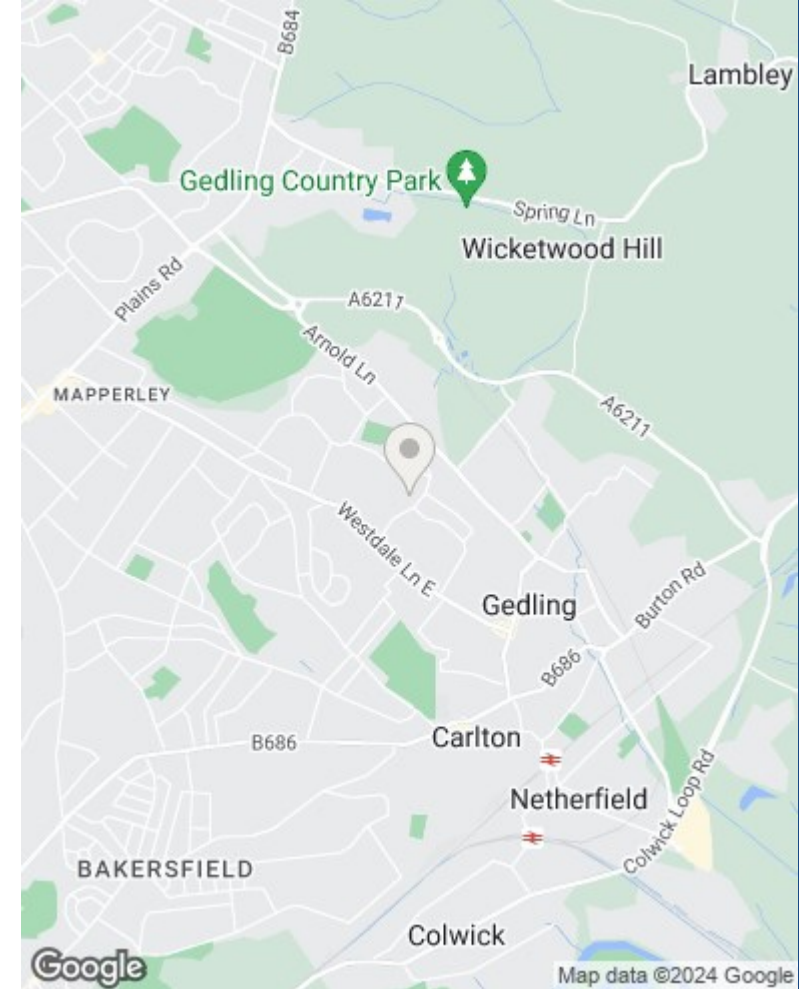 B684
Lambley
Gedling Country Park
Spring Ln
Wicketwood Hill
Plains Rd
A6211
Arnold Ln
MAPPERLEY
A6211
Westdale Ln E
Gedling
Burton Rd
B686
Carlton
B686
Netherfield
Colwick Loop Rd
BAKERSFIELD
Colwick
Google
Map data ©2024 Google